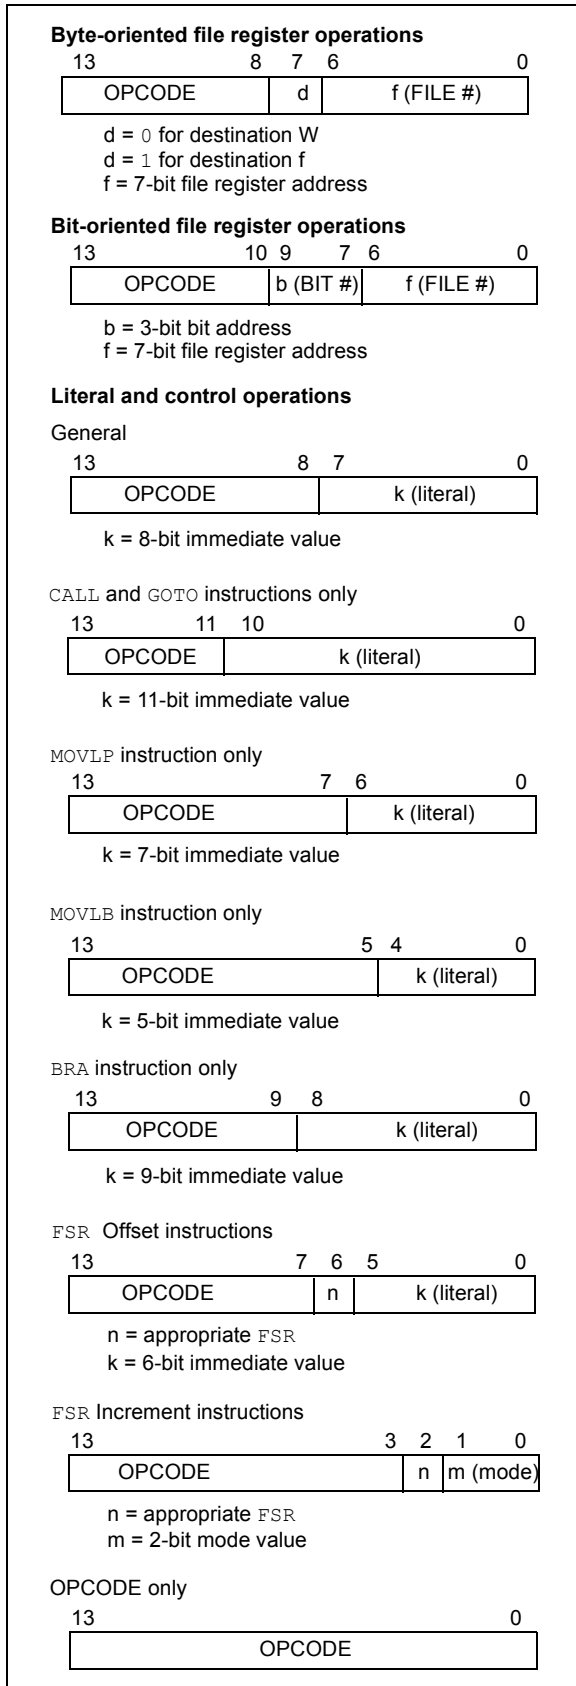 Byte-oriented file register operations
13 8 7 6 0
OPCODE d f (FILE #)
d = 0 for destination W
d = 1 for destination f
f = 7-bit file register address
Bit-oriented file register operations
13 10 9 7 6 0
OPCODE b (BIT #) f (FILE #)
b = 3-bit bit address
f = 7-bit file register address
Literal and control operations
General
13 8 7 0
OPCODE k (literal)
k = 8-bit immediate value
CALL and GOTO instructions only
13 11 10 0
OPCODE k (literal)
k = 11-bit immediate value
MOVLP instruction only
13 7 6 0
OPCODE k (literal)
k = 7-bit immediate value
MOVLB instruction only
13 5 4 0
OPCODE k (literal)
k = 5-bit immediate value
BRA instruction only
13 9 8 0
OPCODE k (literal)
k = 9-bit immediate value
FSR Offset instructions
13 7 6 5 0
OPCODE n k (literal)
n = appropriate FSR
k = 6-bit immediate value
FSR Increment instructions
13 3 2 1 0
OPCODE n m (mode)
n = appropriate FSR
m = 2-bit mode value
OPCODE only
13 0
OPCODE